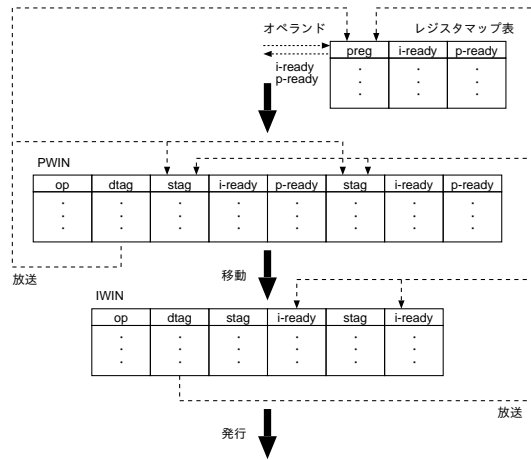 オペランド
レジスタマップ表
i-ready
p-ready
preg i-ready p-ready
PWIN
op dtag stag i-ready p-ready stag i-ready p-ready
放送
移動
IWIN
op dtag stag i-ready stag i-ready
放送
発行